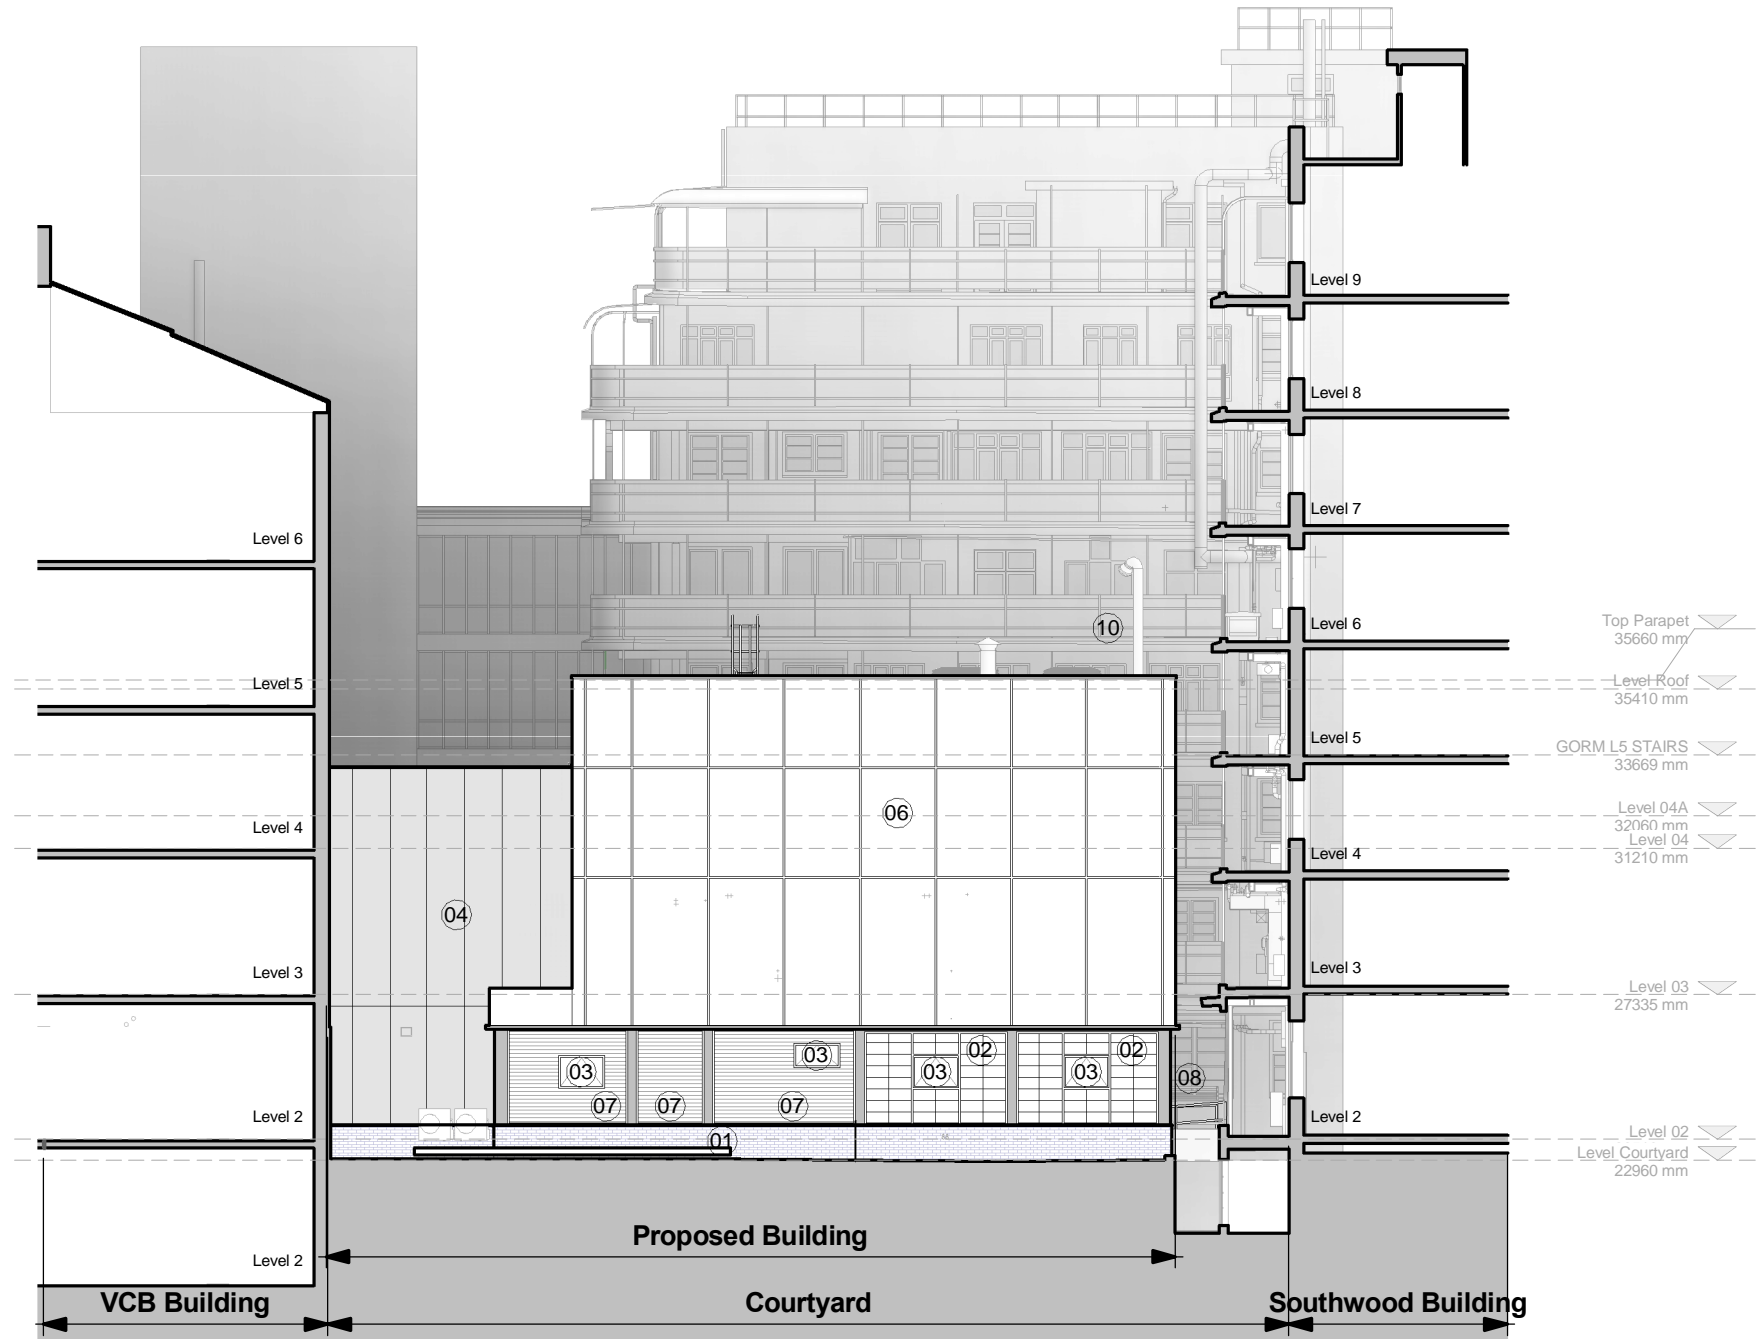 Level 9
Level 8
Level 7
Level 6
Level 6
Top Parapet
35660 mm
10
Level 5
Level Roof
35410 mm
Level 5
GORM L5 STAIRS
33669 mm
06
Level 04A
32060 mm
Level 4
Level 04
31210 mm
Level 4
04
Level 3
Level 3
Level 03
27335 mm
03
02
02
03
03
03
08
07
07
07
Level 2
Level 2
Level 02
01
Level Courtyard
22960 mm
Proposed Building
Level 2
VCB Building
Courtyard
Southwood Building